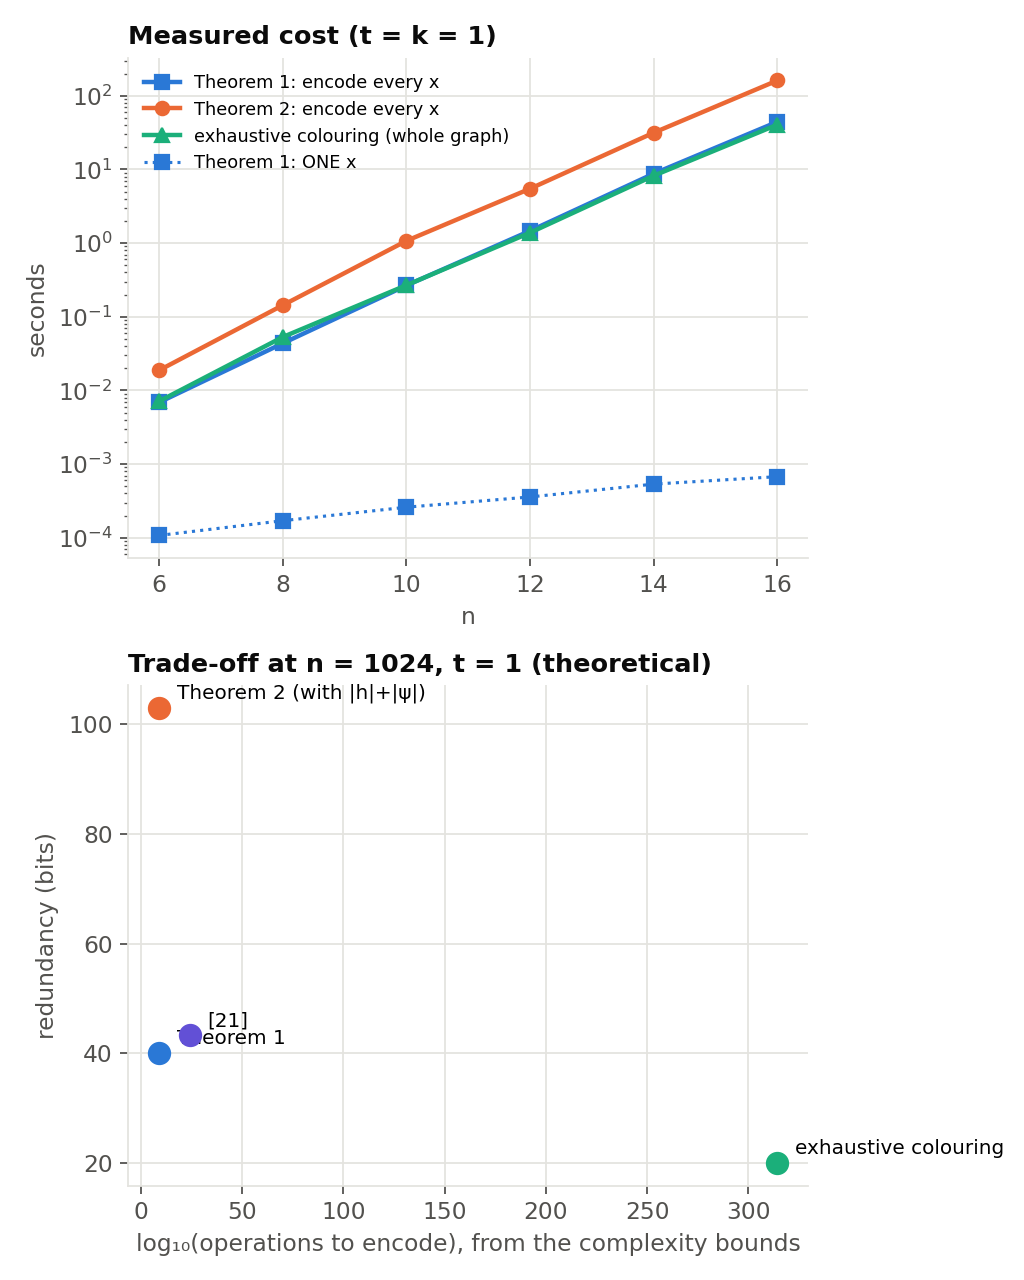 Measured cost (t = k = 1)
Theorem 1: encode every x
Theorem 2: encode every x
exhaustive colouring (whole graph)
Theorem 1: ONE x
10²
10¹
10⁰
10⁻¹
10⁻²
10⁻³
10⁻⁴
seconds
6 8 10 12 14 16
n
Trade-off at n = 1024, t = 1 (theoretical)
Theorem 2 (with |h|+|ψ|)
100
80
60
40
20
redundancy (bits)
[21]
eorem 1
exhaustive colouring
0 50 100 150 200 250 300
log₁₀(operations to encode), from the complexity bounds